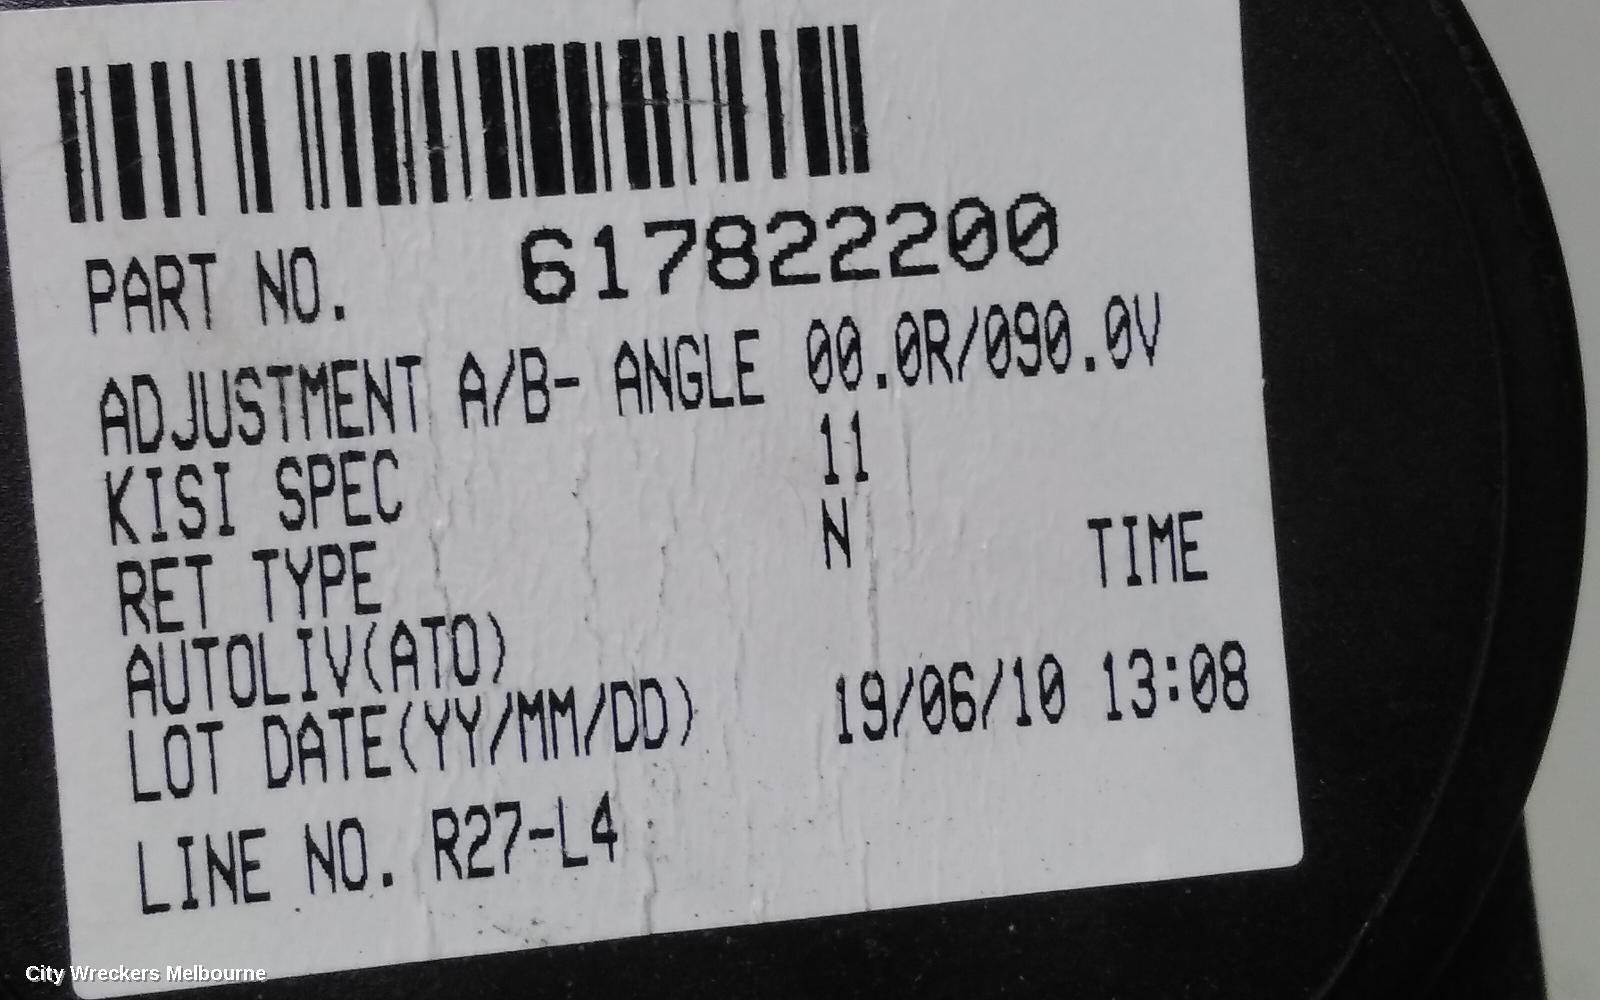 PART NO. 617822200
ADJUSTMENT A/B- ANGLE 00.0R/090.0V
KISI SPEC 11
RET TYPE N TIME
AUTOLIV(ATO)
LOT DATE(YY/MM/DD) 19/06/10 13:08
LINE NO. R27-L4
City Wreckers Melbourne